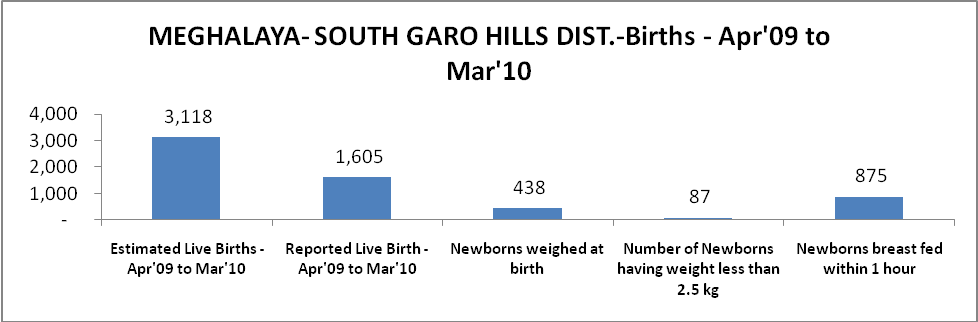 MEGHALAYA- SOUTH GARO HILLS DIST.-Births - Apr'09 to
Mar'10
4,000
3,000
2,000
1,000
-
3,118
1,605
438
87
875
Estimated Live Births -
Apr'09 to Mar'10
Reported Live Birth -
Apr'09 to Mar'10
Newborns weighed at
birth
Number of Newborns
having weight less than
2.5 kg
Newborns breast fed
within 1 hour